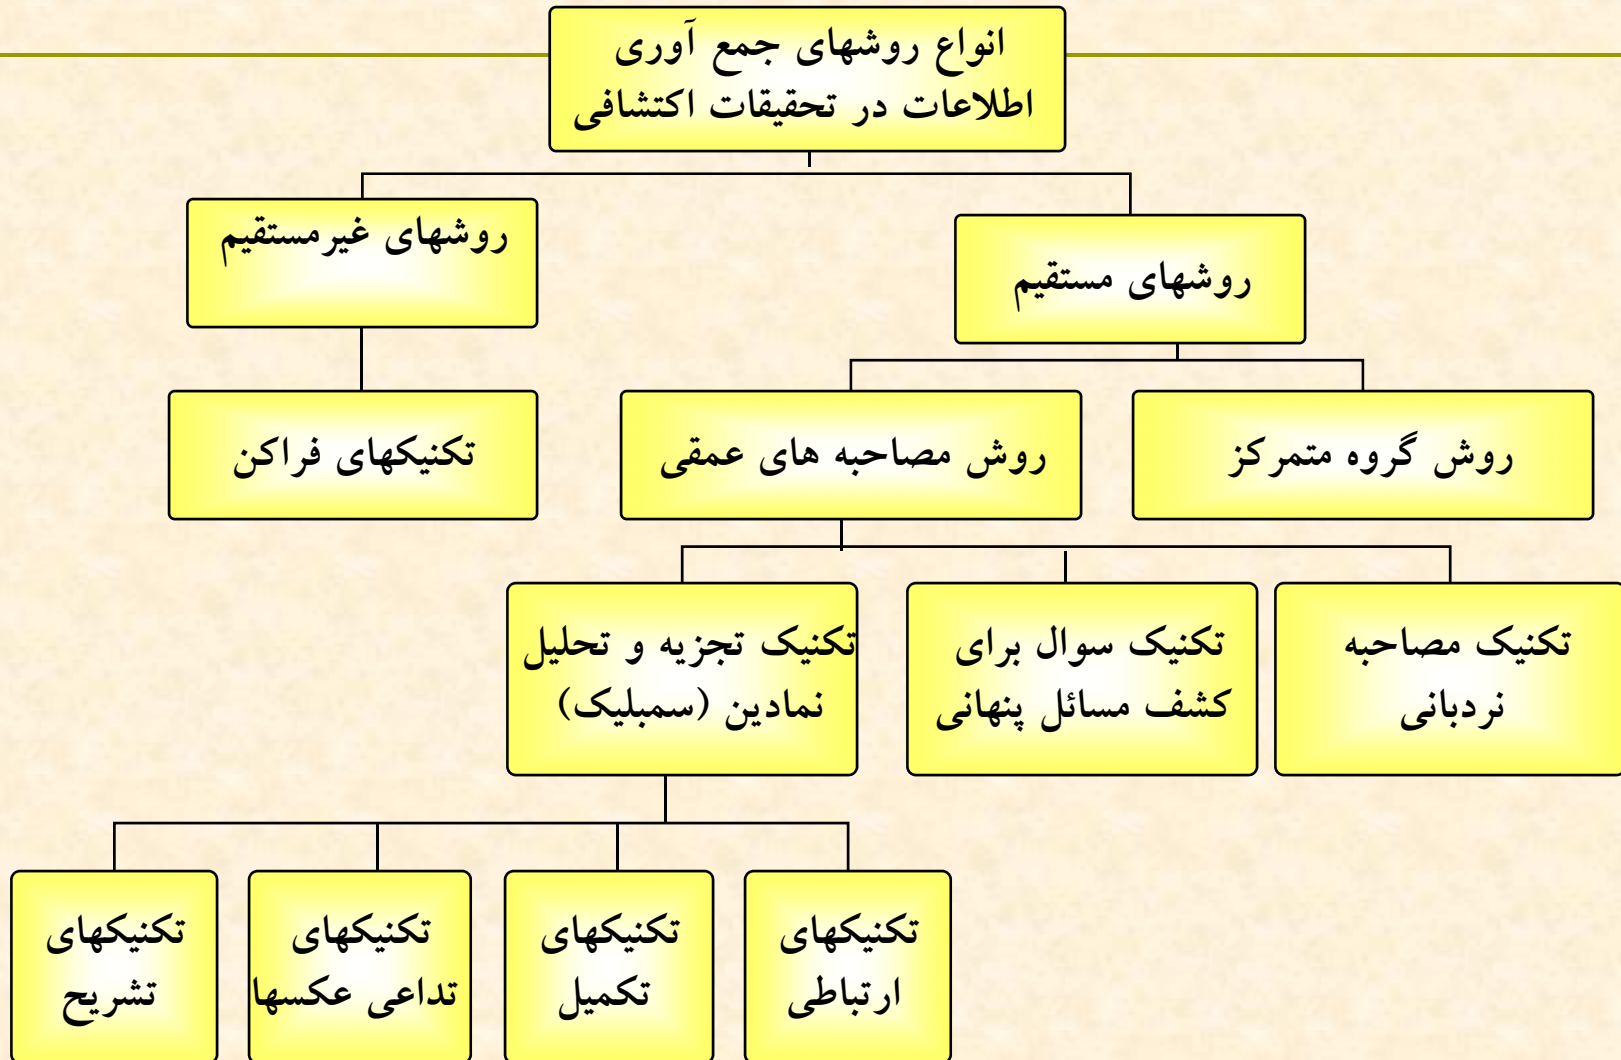 انواع روشهای جمع آوری
اطلاعات در تحقیقات اکتشافی
روشهای مستقیم
روشهای غیرمستقیم
روش گروه متمرکز
روش مصاحبه های عمقی
تکنیکهای فراکن
تکنیک مصاحبه
نردبانی
تکنیک سوال برای
کشف مسائل پنهانی
تکنیک تجزیه و تحلیل
نمادین (سمبلیک)
تکنیکهای
ارتباطی
تکنیکهای
تکمیل
تکنیکهای
تداعی عکسها
تکنیکهای
تشریح